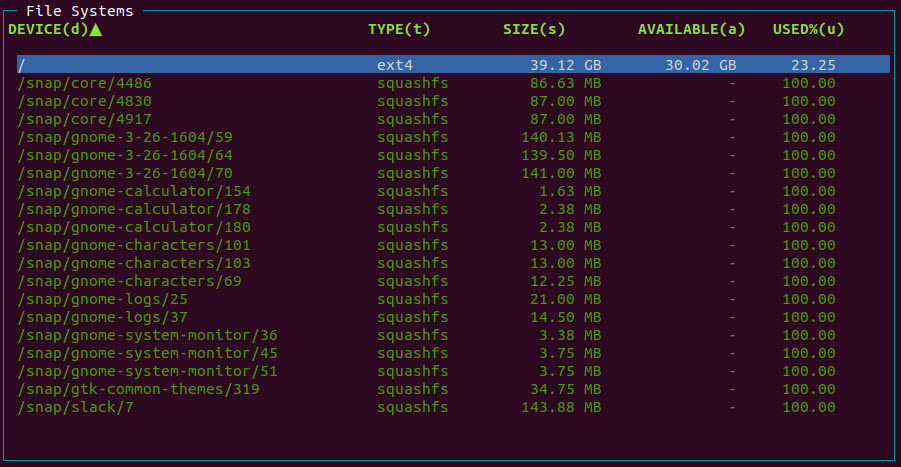 File Systems
DEVICE(d)▲ TYPE(t) SIZE(s) AVAILABLE(a) USED%(u)
/ ext4 39.12 GB 30.02 GB 23.25
/snap/core/4486 squashfs 86.63 MB - 100.00
/snap/core/4830 squashfs 87.00 MB - 100.00
/snap/core/4917 squashfs 87.00 MB - 100.00
/snap/gnome-3-26-1604/59 squashfs 140.13 MB - 100.00
/snap/gnome-3-26-1604/64 squashfs 139.50 MB - 100.00
/snap/gnome-3-26-1604/70 squashfs 141.00 MB - 100.00
/snap/gnome-calculator/154 squashfs 1.63 MB - 100.00
/snap/gnome-calculator/178 squashfs 2.38 MB - 100.00
/snap/gnome-calculator/180 squashfs 2.38 MB - 100.00
/snap/gnome-characters/101 squashfs 13.00 MB - 100.00
/snap/gnome-characters/103 squashfs 13.00 MB - 100.00
/snap/gnome-characters/69 squashfs 12.25 MB - 100.00
/snap/gnome-logs/25 squashfs 21.00 MB - 100.00
/snap/gnome-logs/37 squashfs 14.50 MB - 100.00
/snap/gnome-system-monitor/36 squashfs 3.38 MB - 100.00
/snap/gnome-system-monitor/45 squashfs 3.75 MB - 100.00
/snap/gnome-system-monitor/51 squashfs 3.75 MB - 100.00
/snap/gtk-common-themes/319 squashfs 34.75 MB - 100.00
/snap/slack/7 squashfs 143.88 MB - 100.00